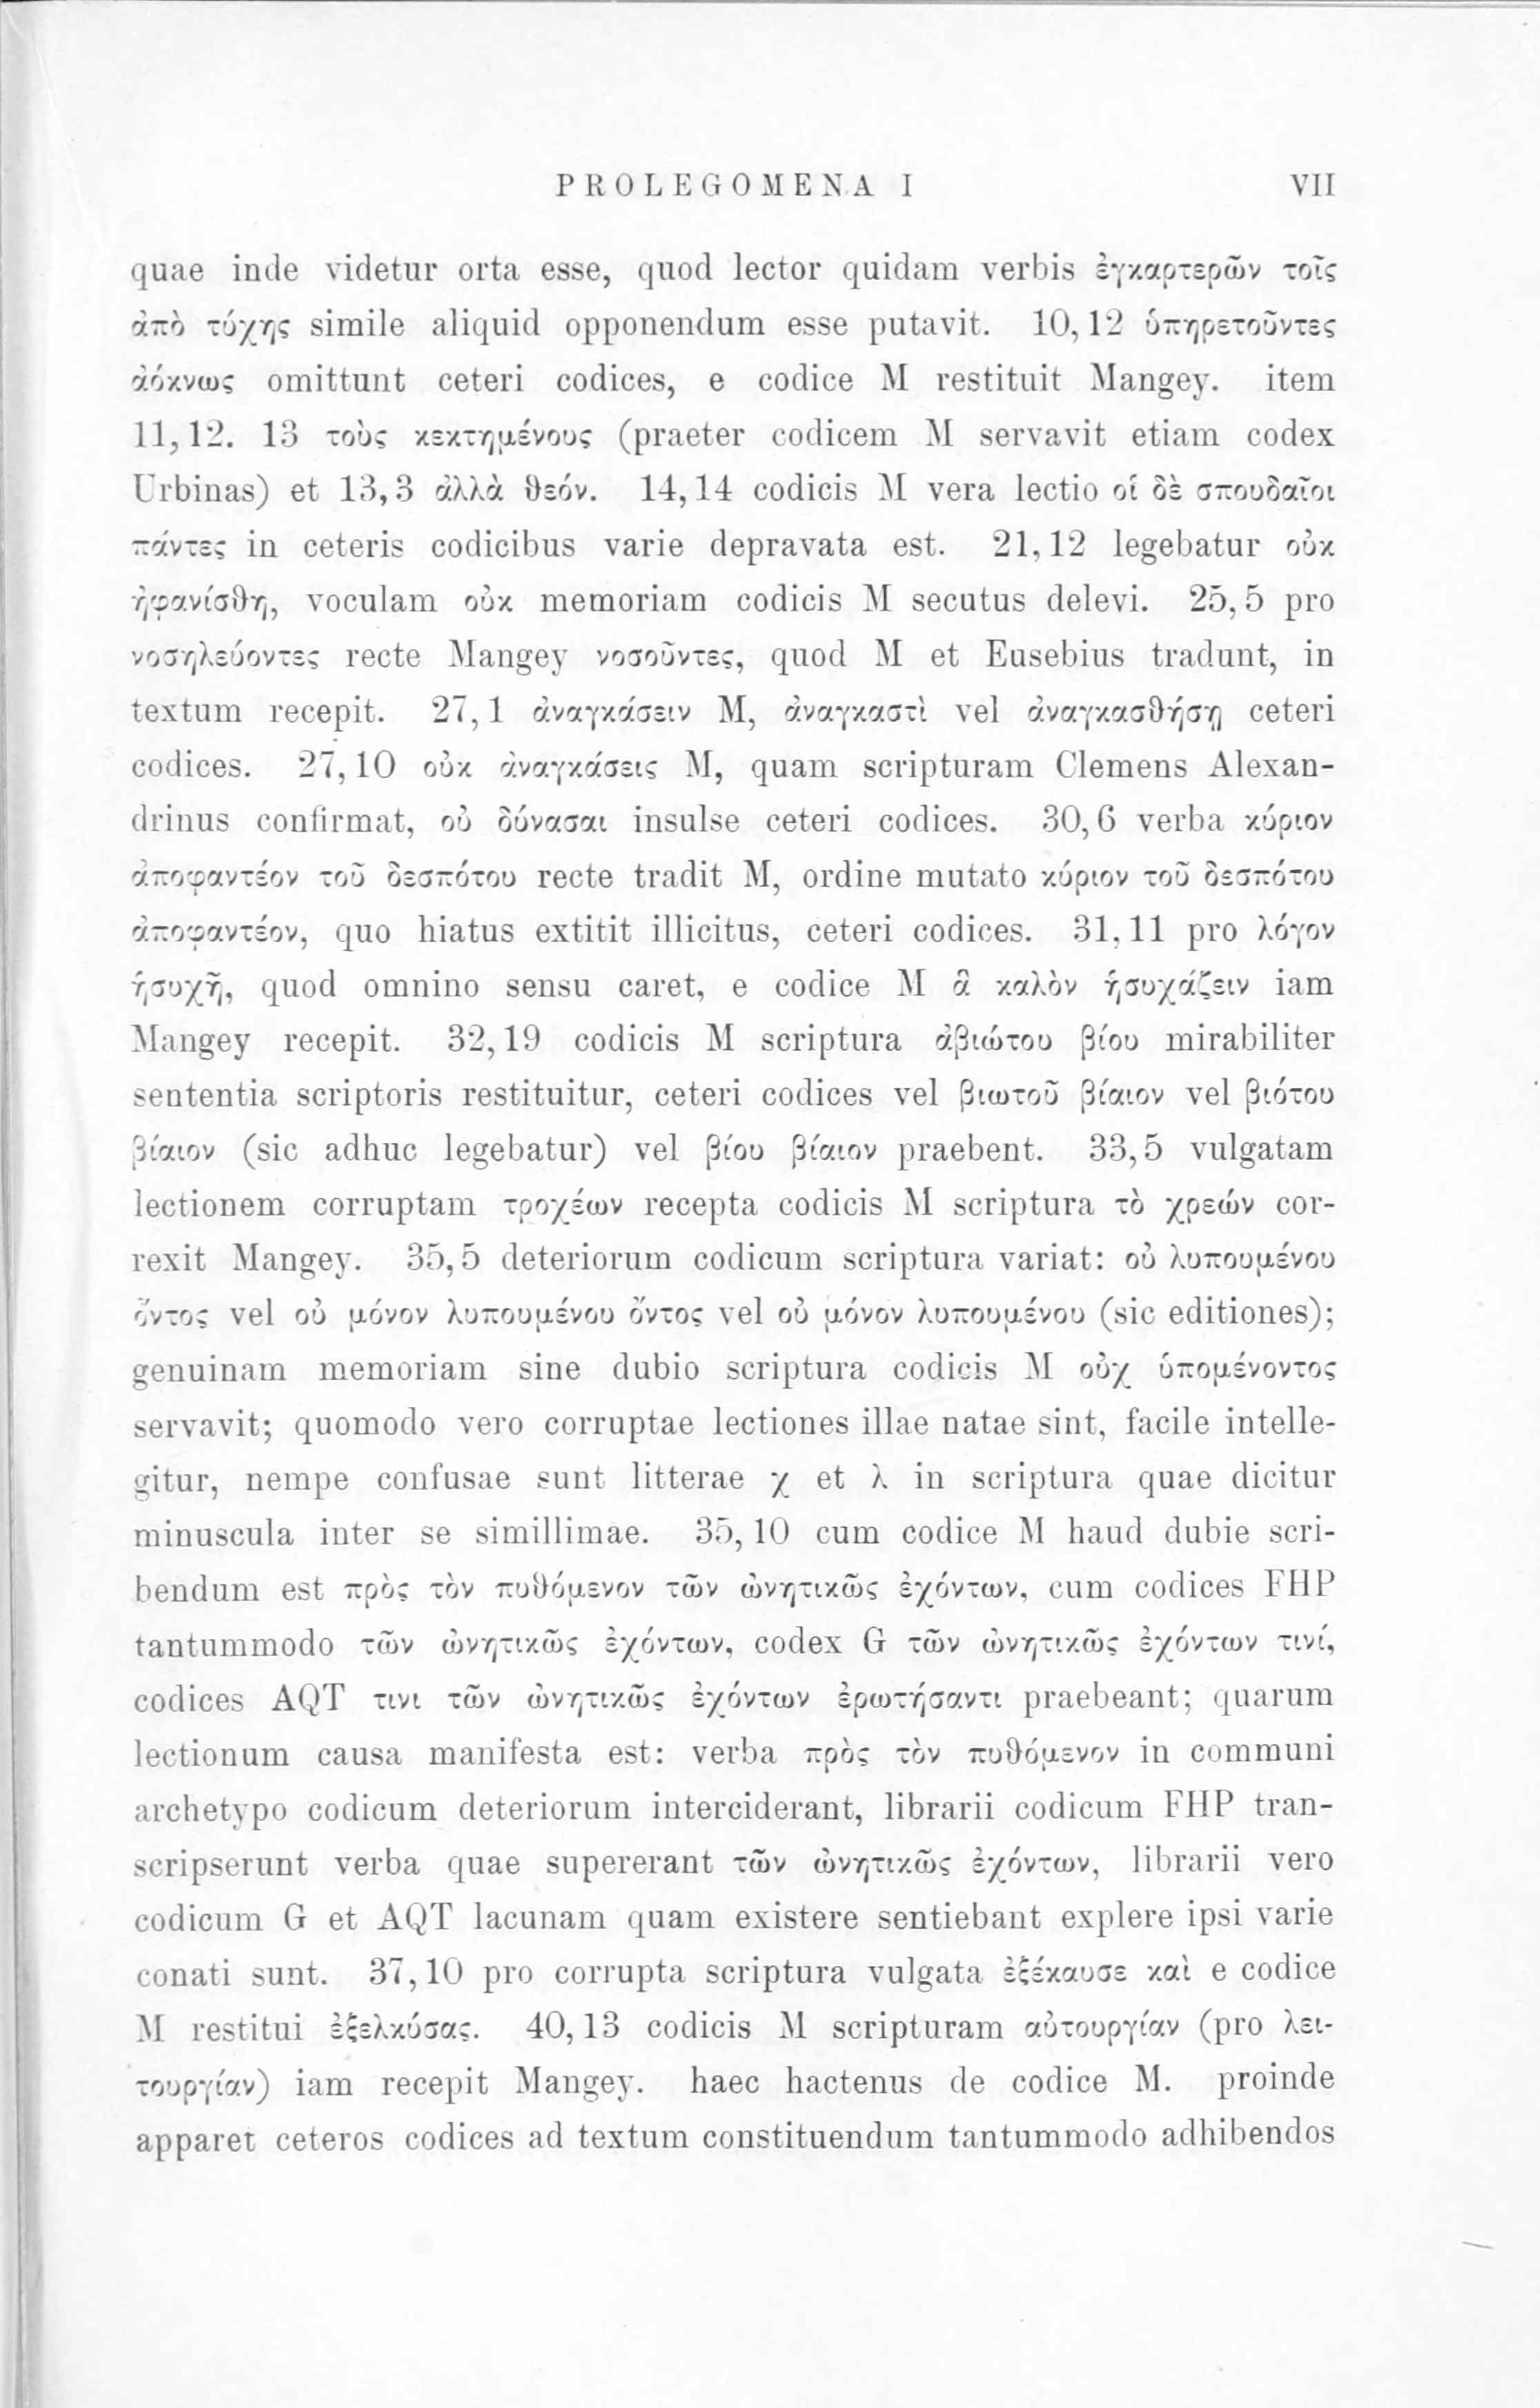 PROLEGOMENA I VII
quae inde videtur orta esse, quod lector quidam verbis ἐγκαρτερῶν τοῖς
ἀπὸ τύχης simile aliquid opponendum esse putavit. 10,12 ὑπηρετοῦντες
ἀόκνως omittunt ceteri codices, e codice M restituit Mangey. item
11,12. 13 τοὺς κεκτημένους (praeter codicem M servavit etiam codex
Urbinas) et 13,3 ἀλλὰ θεόν. 14,14 codicis M vera lectio οἱ δὲ σπουδαῖοι
πάντες in ceteris codicibus varie depravata est. 21,12 legebatur οὐκ
ἠφανίσθη, voculam οὐκ memoriam codicis M secutus delevi. 25,5 pro
νοσηλεύοντες recte Mangey νοσοῦντες, quod M et Eusebius tradunt, in
textum recepit. 27,1 ἀναγκάσειν M, ἀναγκαστὶ vel ἀναγκασθήσῃ ceteri
codices. 27,10 οὐκ ἀναγκάσεις M, quam scripturam Clemens Alexan-
drinus confirmat, οὐ δύνασαι insulse ceteri codices. 30,6 verba κύριον
ἀποφαντέον τοῦ δεσπότου recte tradit M, ordine mutato κύριον τοῦ δεσπότου
ἀποφαντέον, quo hiatus extitit illicitus, ceteri codices. 31,11 pro λόγον
ἡσυχῆ, quod omnino sensu caret, e codice M ἃ καλὸν ἡσυχάζειν iam
Mangey recepit. 32,19 codicis M scriptura ἀβιώτου βίου mirabiliter
sententia scriptoris restituitur, ceteri codices vel βιωτοῦ βίαιον vel βιότου
βίαιον (sic adhuc legebatur) vel βίου βίαιον praebent. 33,5 vulgatam
lectionem corruptam τροχέων recepta codicis M scriptura τὸ χρεών cor-
rexit Mangey. 35,5 deteriorum codicum scriptura variat: οὐ λυπουμένου
ὄντος vel οὐ μόνον λυπουμένου ὄντος vel οὐ μόνον λυπουμένου (sic editiones);
genuinam memoriam sine dubio scriptura codicis M οὐχ ὑπομένοντος
servavit; quomodo vero corruptae lectiones illae natae sint, facile intelle-
gitur, nempe confusae sunt litterae χ et λ in scriptura quae dicitur
minuscula inter se simillimae. 35,10 cum codice M haud dubie scri-
bendum est πρὸς τὸν πυθόμενον τῶν ὠνητικῶς ἐχόντων, cum codices FHP
tantummodo τῶν ὠνητικῶς ἐχόντων, codex G τῶν ὠνητικῶς ἐχόντων τινί,
codices AQT τινι τῶν ὠνητικῶς ἐχόντων ἐρωτήσαντι praebeant; quarum
lectionum causa manifesta est: verba πρὸς τὸν πυθόμενον in communi
archetypo codicum deteriorum interciderant, librarii codicum FHP tran-
scripserunt verba quae supererant τῶν ὠνητικῶς ἐχόντων, librarii vero
codicum G et AQT lacunam quam existere sentiebant explere ipsi varie
conati sunt. 37,10 pro corrupta scriptura vulgata ἐξέκαυσε καὶ e codice
M restitui ἐξελκύσας. 40,13 codicis M scripturam αὐτουργίαν (pro λει-
τουργίαν) iam recepit Mangey. haec hactenus de codice M. proinde
apparet ceteros codices ad textum constituendum tantummodo adhibendos